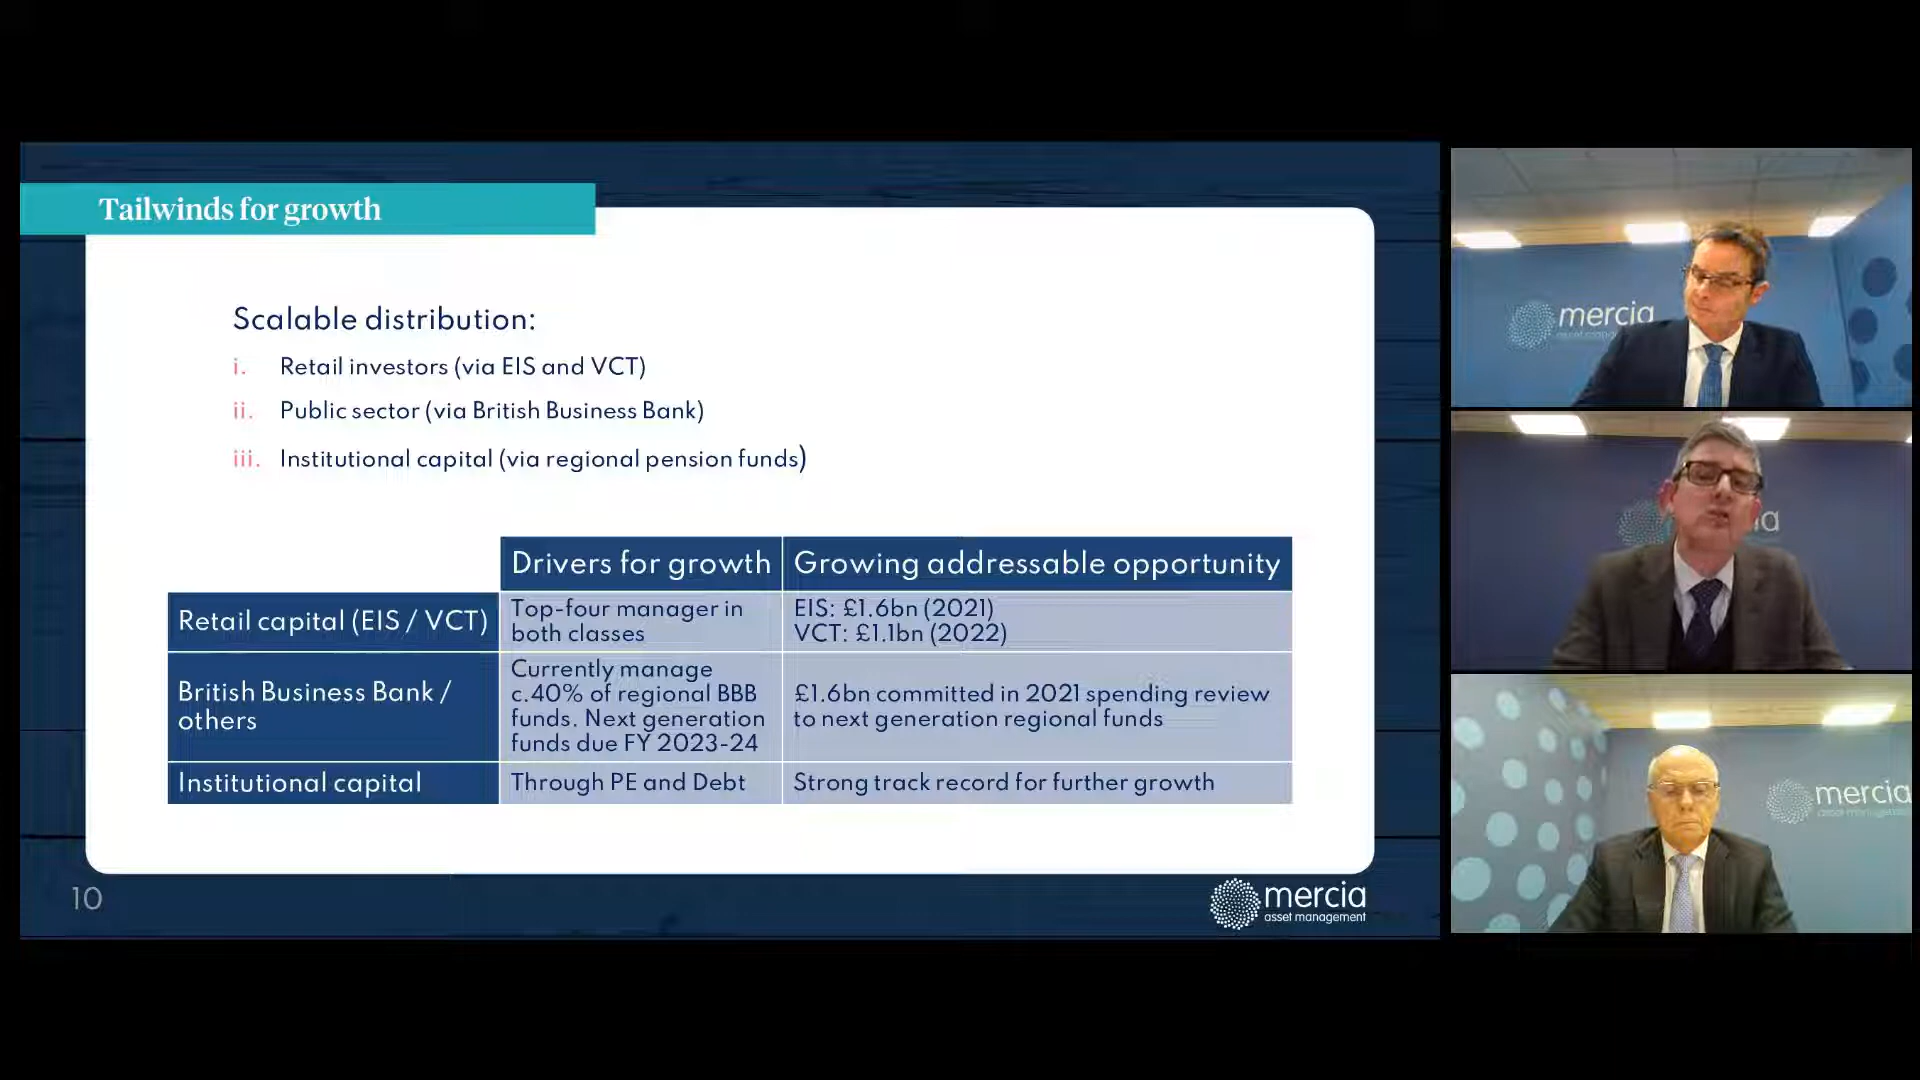 Tailwinds for growth
Scalable distribution:
i. Retail investors (via EIS and VCT)
ii. Public sector (via British Business Bank)
iii. Institutional capital (via regional pension funds)
Drivers for growth
Growing addressable opportunity
Retail capital (EIS / VCT)
Top-four manager in
both classes
EIS: £1.6bn (2021)
VCT: £1.1bn (2022)
British Business Bank /
others
Currently manage
c.40% of regional BBB
funds. Next generation
funds due FY 2023-24
£1.6bn committed in 2021 spending review
to next generation regional funds
Institutional capital
Through PE and Debt
Strong track record for further growth
10
mercia
asset management
mercia
mercia
asset management